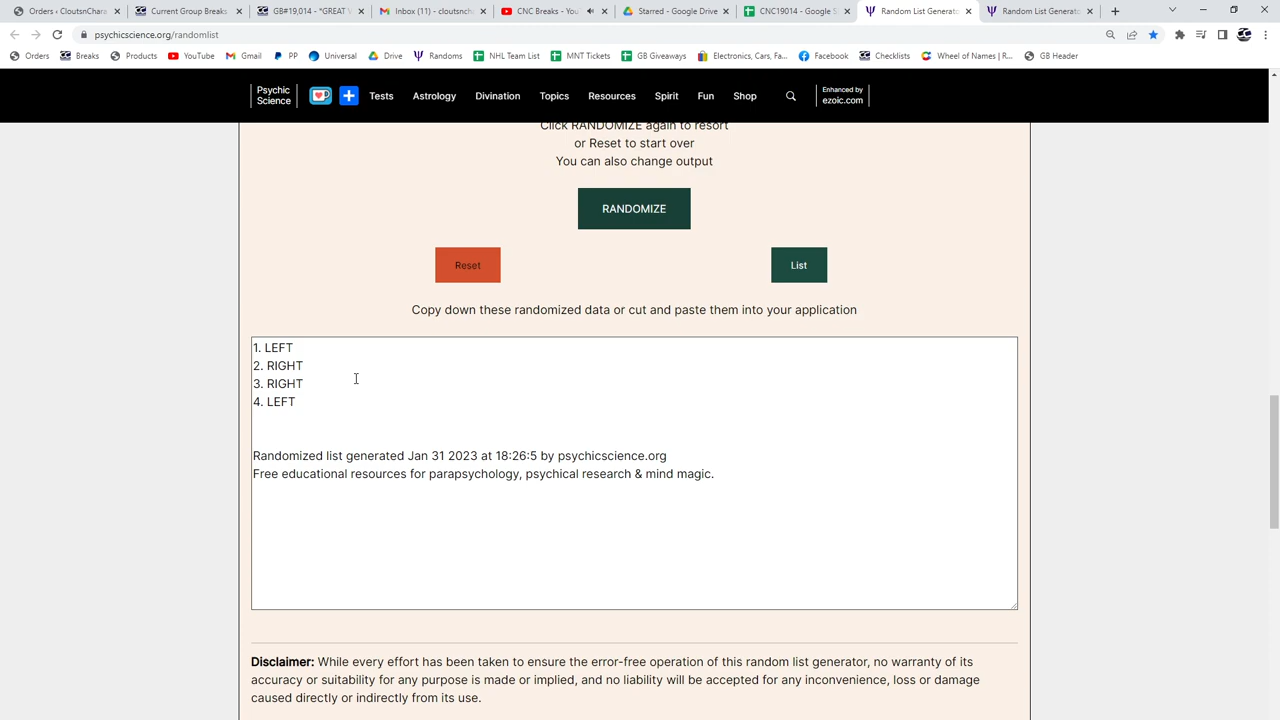 Orders ‹ CloutsnChara
Current Group Breaks
GB#19,014 - *GREAT V
Inbox (11) - cloutsnch
CNC Breaks - You
Starred - Google Drive
CNC19014 - Google S
Random List Generato
Random List Generato
psychicscience.org/randomlist
Orders
Breaks
Products
YouTube
Gmail
PP
Universal
Drive
Randoms
NHL Team List
MNT Tickets
GB Giveaways
Electronics, Cars, Fa...
Facebook
Checklists
Wheel of Names | R...
GB Header
Psychic
Science
Tests
Astrology
Divination
Topics
Resources
Spirit
Fun
Shop
Enhanced by
ezoic.com
Click RANDOMIZE again to resort
or Reset to start over
You can also change output
RANDOMIZE
Reset
List
Copy down these randomized data or cut and paste them into your application
1. LEFT
2. RIGHT
3. RIGHT
4. LEFT
Randomized list generated Jan 31 2023 at 18:26:5 by psychicscience.org
Free educational resources for parapsychology, psychical research & mind magic.
Disclaimer: While every effort has been taken to ensure the error-free operation of this random list generator, no warranty of its
accuracy or suitability for any purpose is made or implied, and no liability will be accepted for any inconvenience, loss or damage
caused directly or indirectly from its use.